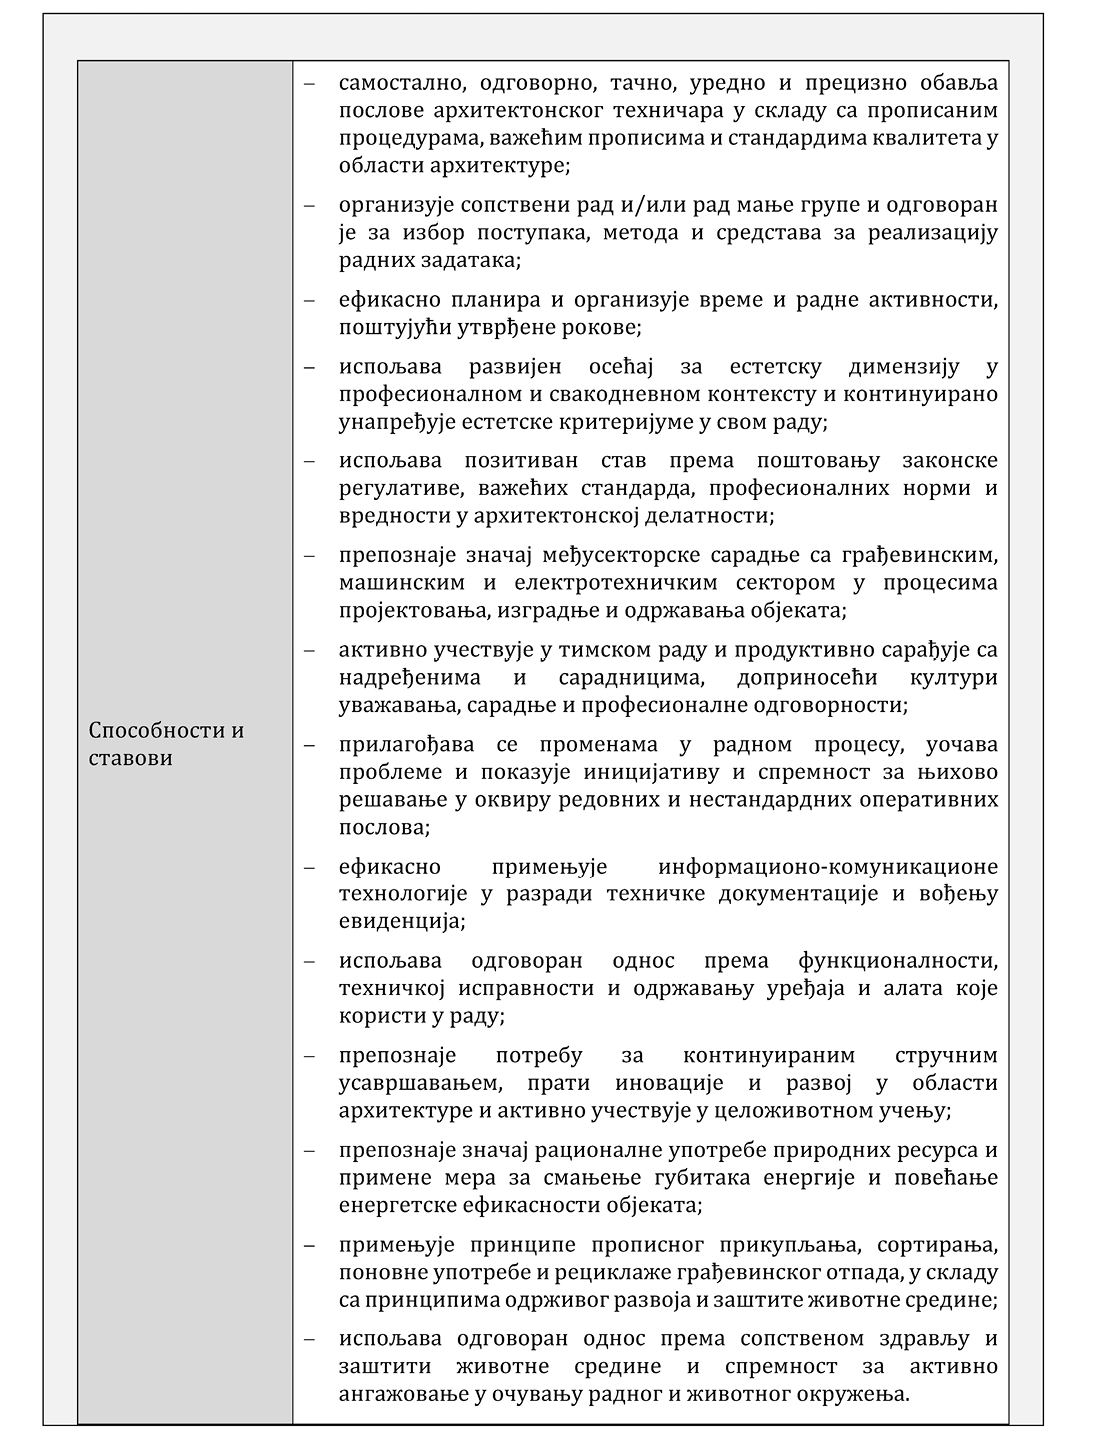 Способности и
ставови
– самостално, одговорно, тачно, уредно и прецизно обавља
послове архитектонског техничара у складу са прописаним
процедурама, важећим прописима и стандардима квалитета у
области архитектуре;
– организује сопствени рад и/или рад мање групе и одговоран
је за избор поступака, метода и средстава за реализацију
радних задатака;
– ефикасно планира и организује време и радне активности,
поштујући утврђене рокове;
– испољава развијен осећај за естетску димензију у
професионалном и свакодневном контексту и континуирано
унапређује естетске критеријуме у свом раду;
– испољава позитиван став према поштовању законске
регулативе, важећих стандарда, професионалних норми и
вредности у архитектонској делатности;
– препознаје значај међусекторске сарадње са грађевинским,
машинским и електротехничким сектором у процесима
пројектовања, изградње и одржавања објеката;
– активно учествује у тимском раду и продуктивно сарађује са
надређенима и сарадницима, доприносећи култури
уважавања, сарадње и професионалне одговорности;
– прилагођава се променама у радном процесу, уочава
проблеме и показује иницијативу и спремност за њихово
решавање у оквиру редовних и нестандардних оперативних
послова;
– ефикасно примењује информационо-комуникационе
технологије у разради техничке документације и вођењу
евиденција;
– испољава одговоран однос према функционалности,
техничкој исправности и одржавању уређаја и алата које
користи у раду;
– препознаје потребу за континуираним стручним
усавршавањем, прати иновације и развој у области
архитектуре и активно учествује у целоживотном учењу;
– препознаје значај рационалне употребе природних ресурса и
примене мера за смањење губитака енергије и повећање
енергетске ефикасности објеката;
– примењује принципе прописног прикупљања, сортирања,
поновне употребе и рециклаже грађевинског отпада, у складу
са принципима одрживог развоја и заштите животне средине;
– испољава одговоран однос према сопственом здрављу и
заштити животне средине и спремност за активно
ангажовање у очувању радног и животног окружења.